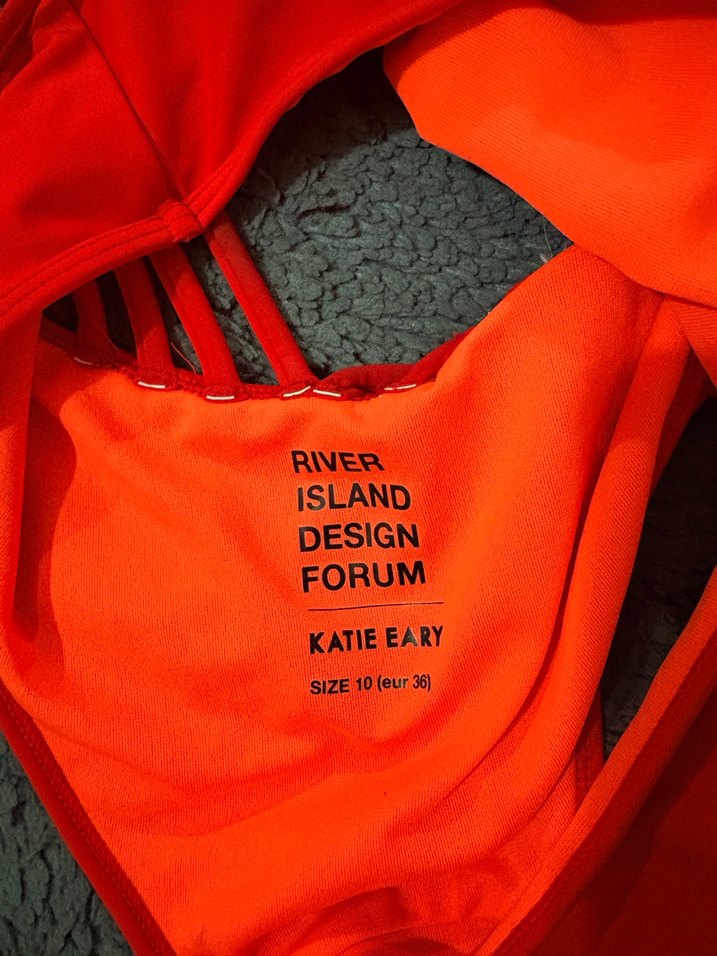 RIVER
ISLAND
DESIGN
FORUM
KATIE EARY
SIZE 10 (eur 36)